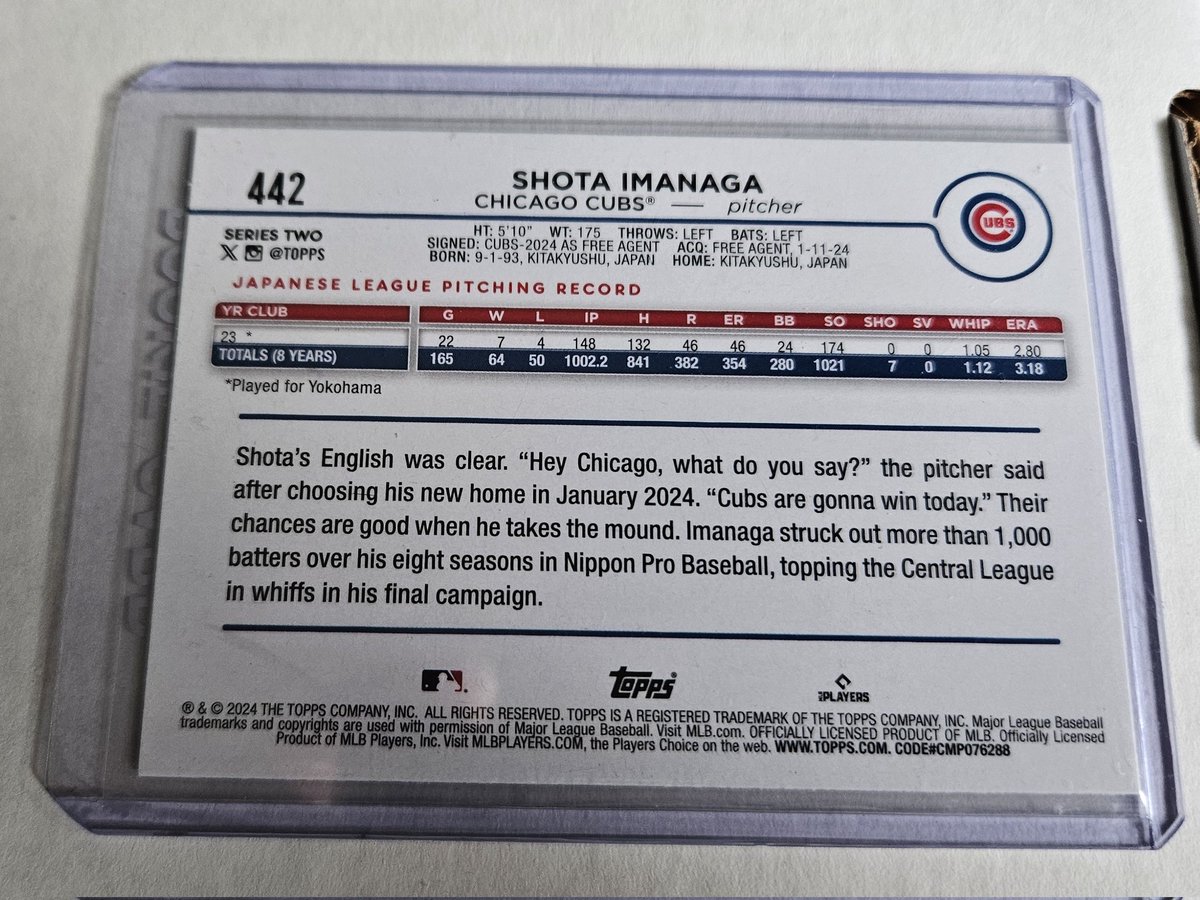 442
SHOTA IMANAGA
CHICAGO CUBS® — pitcher
CUBS
SERIES TWO
@TOPPS
HT: 5'10" WT: 175 THROWS: LEFT BATS: LEFT
SIGNED: CUBS-2024 AS FREE AGENT ACQ: FREE AGENT, 1-11-24
BORN: 9-1-93, KITAKYUSHU, JAPAN HOME: KITAKYUSHU, JAPAN
JAPANESE LEAGUE PITCHING RECORD
YR CLUB G W L IP H R ER BB SO SHO SV WHIP ERA
23 * 22 7 4 148 132 46 46 24 174 0 0 1.05 2.80
TOTALS (8 YEARS) 165 64 50 1002.2 841 382 354 280 1021 7 0 1.12 3.18
*Played for Yokohama
Shota's English was clear. “Hey Chicago, what do you say?” the pitcher said
after choosing his new home in January 2024. “Cubs are gonna win today.” Their
chances are good when he takes the mound. Imanaga struck out more than 1,000
batters over his eight seasons in Nippon Pro Baseball, topping the Central League
in whiffs in his final campaign.
Topps
PLAYERS
® & © 2024 THE TOPPS COMPANY, INC. ALL RIGHTS RESERVED. TOPPS IS A REGISTERED TRADEMARK OF THE TOPPS COMPANY, INC. Major League Baseball
trademarks and copyrights are used with permission of Major League Baseball. Visit MLB.com. OFFICIALLY LICENSED PRODUCT OF MLB. Officially Licensed
Product of MLB Players, Inc. Visit MLBPLAYERS.COM, the Players Choice on the web. WWW.TOPPS.COM. CODE#CMP076288